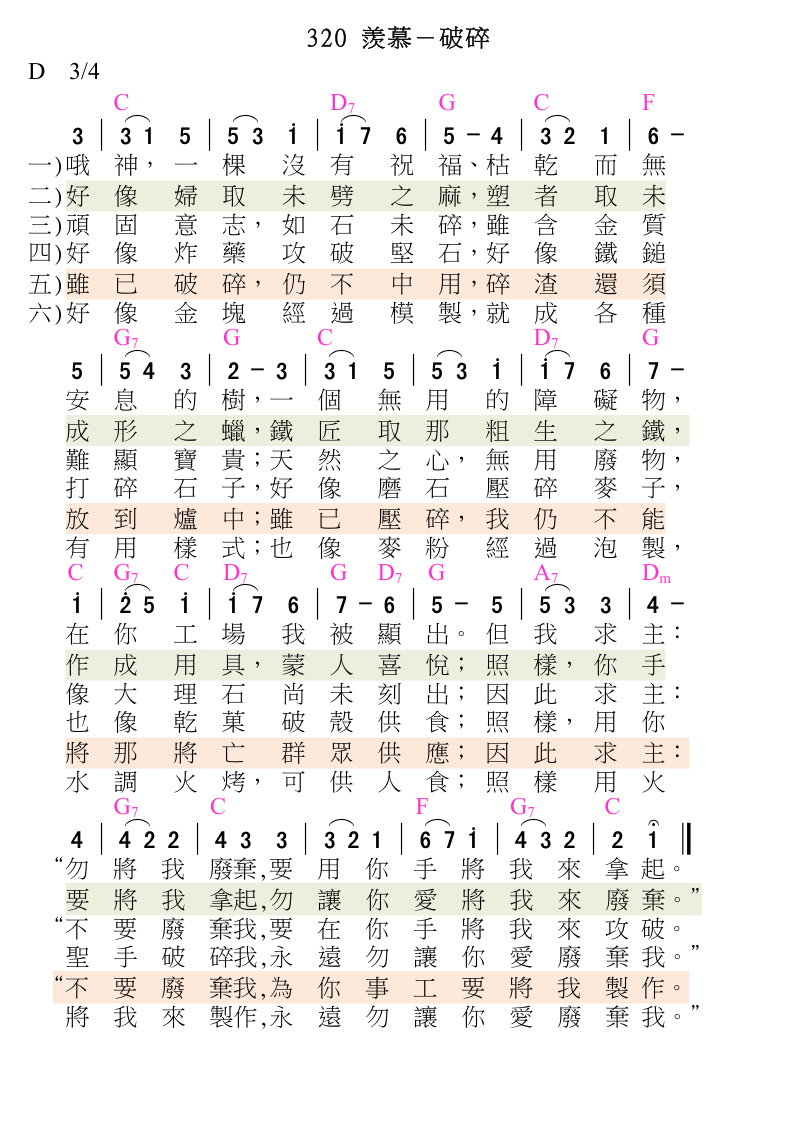 320 羨慕－破碎
D 3/4
C D7 G C F
3 | 3 1 5 | 5 3 i | i 7 6 | 5 － 4 | 3 2 1 | 6 －
一)哦 神，一 棵 沒 有 祝 福、枯 乾 而 無
二)好 像 婦 取 未 劈 之 麻，塑 者 取 未
三)頑 固 意 志，如 石 未 碎，雖 含 金 質
四)好 像 炸 藥 攻 破 堅 石，好 像 鐵 鎚
五)雖 已 破 碎，仍 不 中 用，碎 渣 還 須
六)好 像 金 塊 經 過 模 製，就 成 各 種
G7 G C D7 G
5 | 5 4 3 | 2 － 3 | 3 1 5 | 5 3 i | i 7 6 | 7 －
安 息 的 樹，一 個 無 用 的 障 礙 物，
成 形 之 蠟，鐵 匠 取 那 粗 生 之 鐵，
難 顯 寶 貴；天 然 之 心，無 用 廢 物，
打 碎 石 子，好 像 磨 石 壓 碎 麥 子，
放 到 爐 中；雖 已 壓 碎，我 仍 不 能
有 用 樣 式；也 像 麥 粉 經 過 泡 製，
C G7 C D7 G D7 G A7 Dm
i | 2̇ 5 i | i 7 6 | 7 － 6 | 5 － 5 | 5 3 3 | 4 －
在 你 工 場 我 被 顯 出。但 我 求 主：
作 成 用 具，蒙 人 喜 悅；照 樣，你 手
像 大 理 石 尚 未 刻 出；因 此 求 主：
也 像 乾 菓 破 殼 供 食；照 樣，用 你
將 那 將 亡 群 眾 供 應；因 此 求 主：
水 調 火 烤，可 供 人 食；照 樣 用 火
G7 C F G7 C
4 | 4 2 2 | 4 3 3 | 3 2 1 | 6 7 i | 4 3 2 | 2 i ||
“勿 將 我 廢棄,要 用 你 手 將 我 來 拿 起。
要 將 我 拿起,勿 讓 你 愛 將 我 來 廢 棄。”
“不 要 廢 棄我,要 在 你 手 將 我 來 攻 破。
聖 手 破 碎我,永 遠 勿 讓 你 愛 廢 棄 我。”
“不 要 廢 棄我,為 你 事 工 要 將 我 製 作。
將 我 來 製作,永 遠 勿 讓 你 愛 廢 棄 我。”